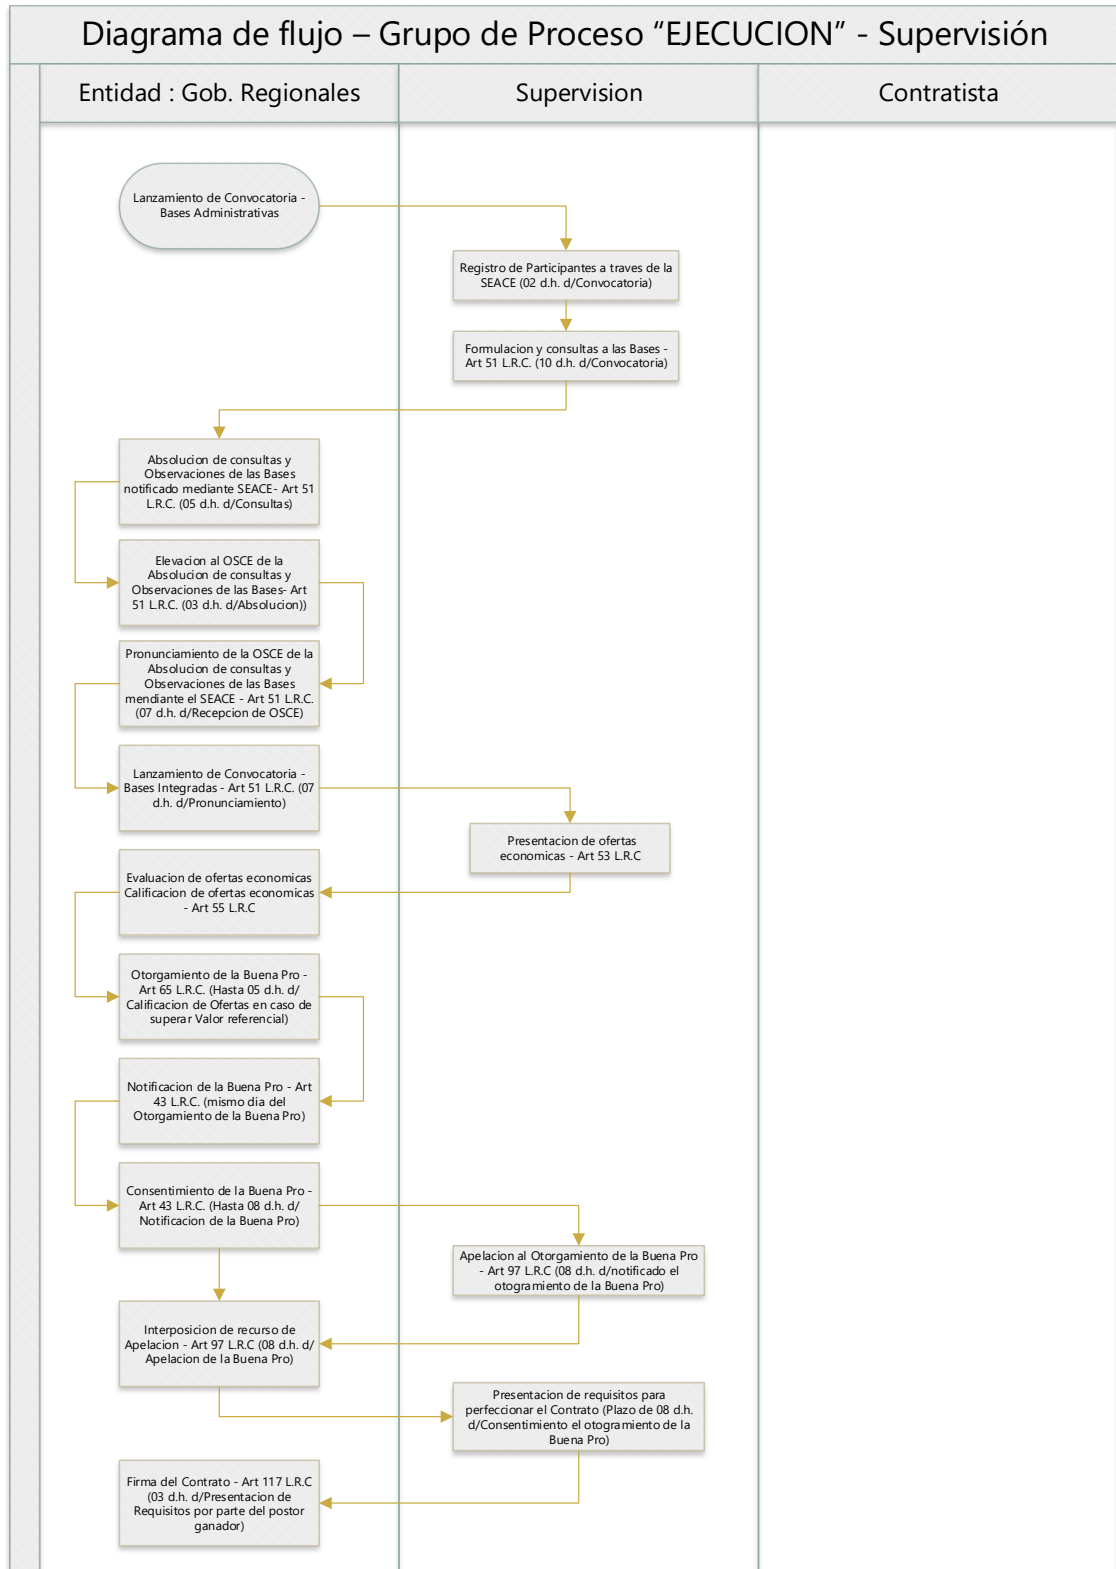 Diagrama de flujo – Grupo de Proceso “EJECUCION” - Supervisión
Entidad : Gob. Regionales
Supervision
Contratista
Lanzamiento de Convocatoria -
Bases Administrativas
Registro de Participantes a traves de la
SEACE (02 d.h. d/Convocatoria)
Formulacion y consultas a las Bases -
Art 51 L.R.C. (10 d.h. d/Convocatoria)
Absolucion de consultas y
Observaciones de las Bases
notificado mediante SEACE- Art 51
L.R.C. (05 d.h. d/Consultas)
Elevacion al OSCE de la
Absolucion de consultas y
Observaciones de las Bases- Art
51 L.R.C. (03 d.h. d/Absolucion))
Pronunciamiento de la OSCE de la
Absolucion de consultas y
Observaciones de las Bases
mendiante el SEACE - Art 51 L.R.C.
(07 d.h. d/Recepcion de OSCE)
Lanzamiento de Convocatoria -
Bases Integradas - Art 51 L.R.C. (07
d.h. d/Pronunciamiento)
Presentacion de ofertas
economicas - Art 53 L.R.C
Evaluacion de ofertas economicas
Calificacion de ofertas economicas
- Art 55 L.R.C
Otorgamiento de la Buena Pro -
Art 65 L.R.C. (Hasta 05 d.h. d/
Calificacion de Ofertas en caso de
superar Valor referencial)
Notificacion de la Buena Pro - Art
43 L.R.C. (mismo dia del
Otorgamiento de la Buena Pro)
Consentimiento de la Buena Pro -
Art 43 L.R.C. (Hasta 08 d.h. d/
Notificacion de la Buena Pro)
Apelacion al Otorgamiento de la Buena Pro
- Art 97 L.R.C (08 d.h. d/notificado el
otogramiento de la Buena Pro)
Interposicion de recurso de
Apelacion - Art 97 L.R.C (08 d.h. d/
Apelacion de la Buena Pro)
Presentacion de requisitos para
perfeccionar el Contrato (Plazo de 08 d.h.
d/Consentimiento el otogramiento de la
Buena Pro)
Firma del Contrato - Art 117 L.R.C
(03 d.h. d/Presentacion de
Requisitos por parte del postor
ganador)